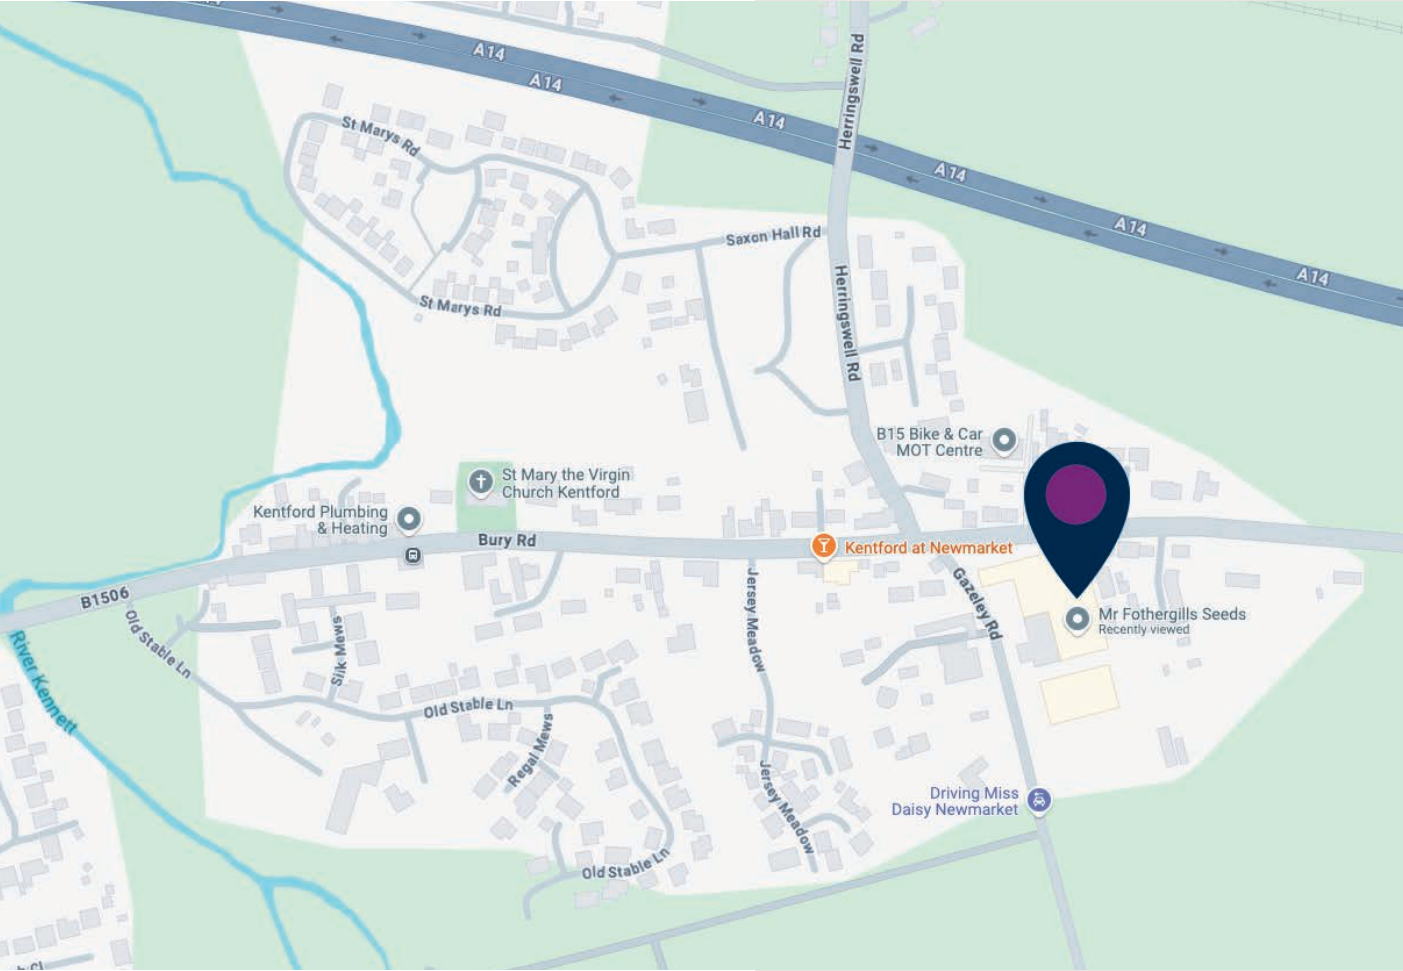 A14
A14
A14
A14
A14
A14
Herringswell Rd
St Marys Rd
Saxon Hall Rd
Herringswell Rd
St Marys Rd
B15 Bike & Car
MOT Centre
St Mary the Virgin
Church Kentford
Kentford Plumbing
& Heating
Bury Rd
Kentford at Newmarket
B1506
Gazeley Rd
Jersey Meadow
Old Stable Ln
Silk Mews
Mr Fothergills Seeds
Recently viewed
River Kennett
Old Stable Ln
Regal Mews
Jersey Meadow
Driving Miss
Daisy Newmarket
Old Stable Ln